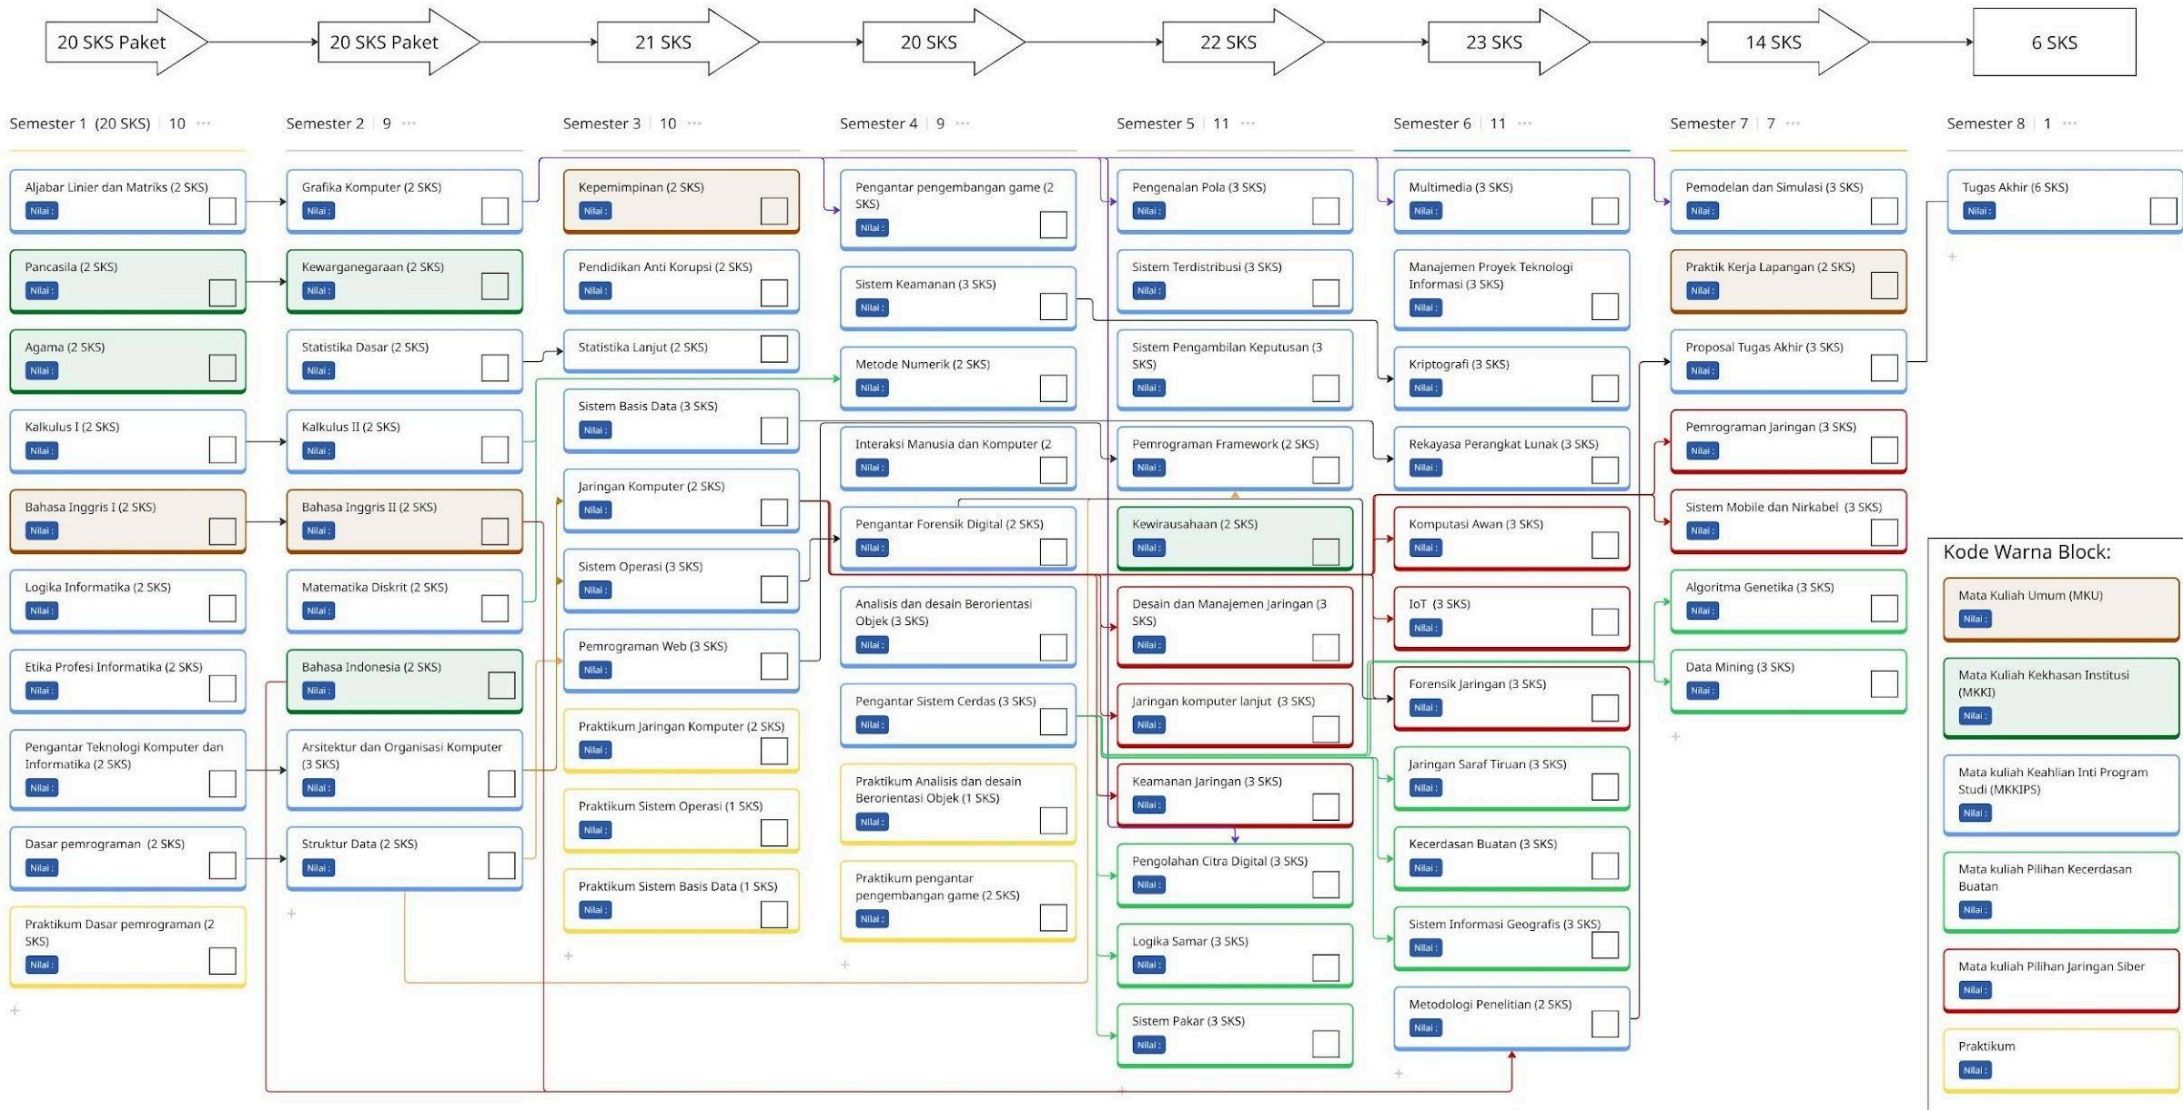 20 SKS Paket
20 SKS Paket
21 SKS
20 SKS
22 SKS
23 SKS
14 SKS
6 SKS
Semester 1 (20 SKS) | 10 ···
Aljabar Linier dan Matriks (2 SKS)
Nilai :
Pancasila (2 SKS)
Nilai :
Agama (2 SKS)
Nilai :
Kalkulus I (2 SKS)
Nilai :
Bahasa Inggris I (2 SKS)
Nilai :
Logika Informatika (2 SKS)
Nilai :
Etika Profesi Informatika (2 SKS)
Nilai :
Pengantar Teknologi Komputer dan
Informatika (2 SKS)
Nilai :
Dasar pemrograman (2 SKS)
Nilai :
Praktikum Dasar pemrograman (2
SKS)
Nilai :
+
Semester 2 | 9 ···
Grafika Komputer (2 SKS)
Nilai :
Kewarganegaraan (2 SKS)
Nilai :
Statistika Dasar (2 SKS)
Nilai :
Kalkulus II (2 SKS)
Nilai :
Bahasa Inggris II (2 SKS)
Nilai :
Matematika Diskrit (2 SKS)
Nilai :
Bahasa Indonesia (2 SKS)
Nilai :
Arsitektur dan Organisasi Komputer
(3 SKS)
Nilai :
Struktur Data (2 SKS)
Nilai :
+
Semester 3 | 10 ···
Kepemimpinan (2 SKS)
Nilai :
Pendidikan Anti Korupsi (2 SKS)
Nilai :
Statistika Lanjut (2 SKS)
Sistem Basis Data (3 SKS)
Nilai :
Jaringan Komputer (2 SKS)
Nilai :
Sistem Operasi (3 SKS)
Nilai :
Pemrograman Web (3 SKS)
Nilai :
Praktikum Jaringan Komputer (2 SKS)
Nilai :
Praktikum Sistem Operasi (1 SKS)
Nilai :
Praktikum Sistem Basis Data (1 SKS)
Nilai :
+
Semester 4 | 9 ···
Pengantar pengembangan game (2
SKS)
Nilai :
Sistem Keamanan (3 SKS)
Nilai :
Metode Numerik (2 SKS)
Nilai :
Interaksi Manusia dan Komputer (2
Nilai :
Pengantar Forensik Digital (2 SKS)
Nilai :
Analisis dan desain Berorientasi
Objek (3 SKS)
Nilai :
Pengantar Sistem Cerdas (3 SKS)
Nilai :
Praktikum Analisis dan desain
Berorientasi Objek (1 SKS)
Nilai :
Praktikum pengantar
pengembangan game (2 SKS)
Nilai :
+
Semester 5 | 11 ···
Pengenalan Pola (3 SKS)
Nilai :
Sistem Terdistribusi (3 SKS)
Nilai :
Sistem Pengambilan Keputusan (3
SKS)
Nilai :
Pemrograman Framework (2 SKS)
Nilai :
Kewirausahaan (2 SKS)
Nilai :
Desain dan Manajemen Jaringan (3
SKS)
Nilai :
Jaringan komputer lanjut (3 SKS)
Nilai :
Keamanan Jaringan (3 SKS)
Nilai :
Pengolahan Citra Digital (3 SKS)
Nilai :
Logika Samar (3 SKS)
Nilai :
Sistem Pakar (3 SKS)
Nilai :
+
Semester 6 | 11 ···
Multimedia (3 SKS)
Nilai :
Manajemen Proyek Teknologi
Informasi (3 SKS)
Nilai :
Kriptografi (3 SKS)
Nilai :
Rekayasa Perangkat Lunak (3 SKS)
Nilai :
Komputasi Awan (3 SKS)
Nilai :
IoT (3 SKS)
Nilai :
Forensik Jaringan (3 SKS)
Nilai :
Jaringan Saraf Tiruan (3 SKS)
Nilai :
Kecerdasan Buatan (3 SKS)
Nilai :
Sistem Informasi Geografis (3 SKS)
Nilai :
Metodologi Penelitian (2 SKS)
Nilai :
+
Semester 7 | 7 ···
Pemodelan dan Simulasi (3 SKS)
Nilai :
Praktik Kerja Lapangan (2 SKS)
Nilai :
Proposal Tugas Akhir (3 SKS)
Nilai :
Pemrograman Jaringan (3 SKS)
Nilai :
Sistem Mobile dan Nirkabel (3 SKS)
Nilai :
Algoritma Genetika (3 SKS)
Nilai :
Data Mining (3 SKS)
Nilai :
+
Semester 8 | 1 ···
Tugas Akhir (6 SKS)
Nilai :
+
Kode Warna Block:
Mata Kuliah Umum (MKU)
Nilai :
Mata Kuliah Kekhasan Institusi
(MKKI)
Nilai :
Mata kuliah Keahlian Inti Program
Studi (MKKIPS)
Nilai :
Mata kuliah Pilihan Kecerdasan
Buatan
Nilai :
Mata kuliah Pilihan Jaringan Siber
Nilai :
Praktikum
Nilai :